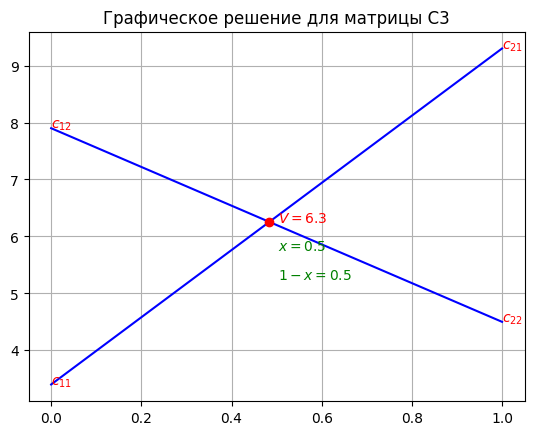 Графическое решение для матрицы C3
9
8
7
6
5
4
c₂₁
c₁₂
V = 6.3
x = 0.5
1 − x = 0.5
c₂₂
c₁₁
0.0 0.2 0.4 0.6 0.8 1.0